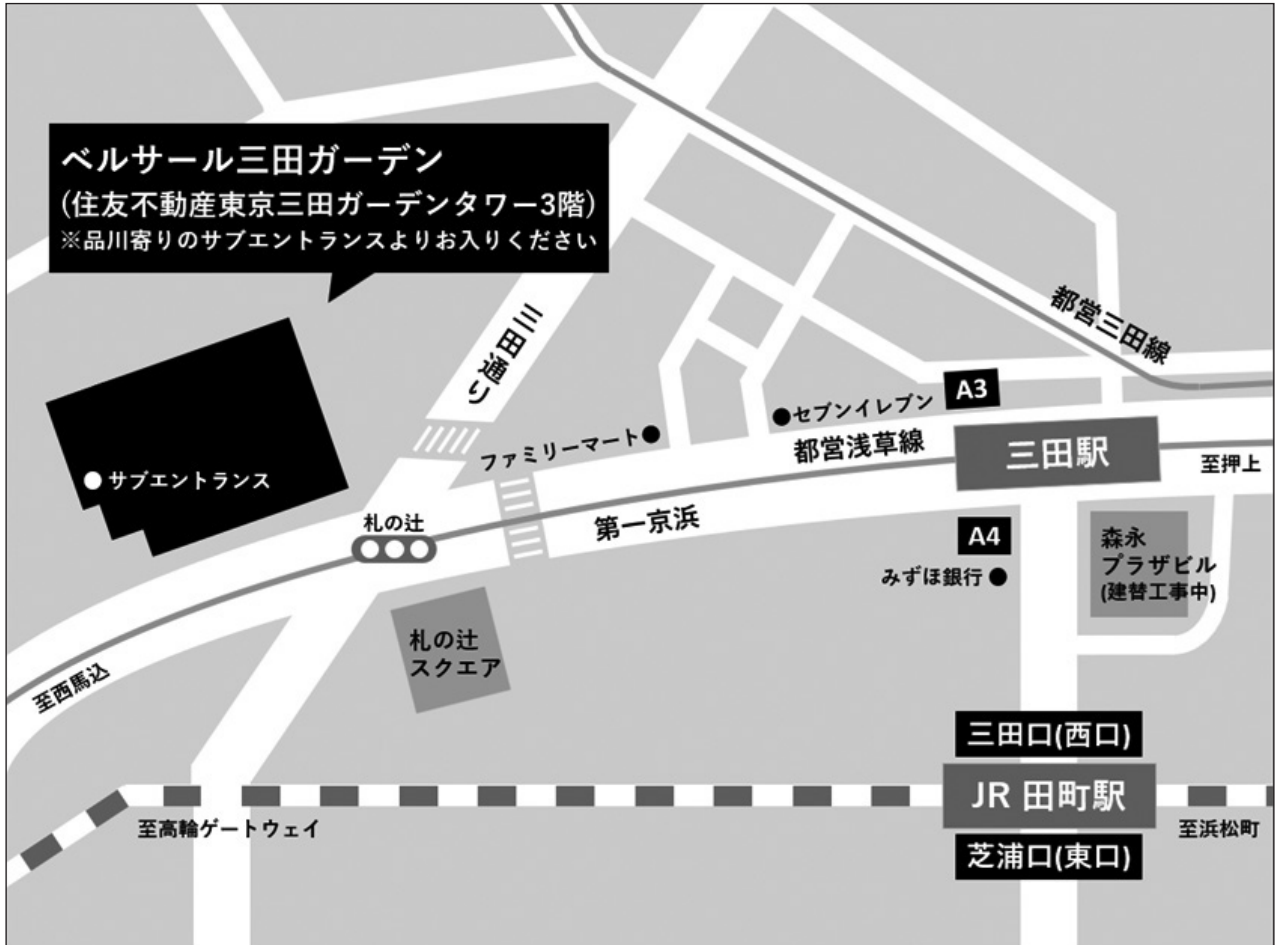 ベルサール三田ガーデン
(住友不動産東京三田ガーデンタワー3階)
※品川寄りのサブエントランスよりお入りください
三田通り
都営三田線
サブエントランス
ファミリーマート
セブンイレブン
A3
都営浅草線
三田駅
至押上
札の辻
第一京浜
A4
みずほ銀行
森永
プラザビル
(建替工事中)
札の辻
スクエア
至西馬込
三田口(西口)
JR 田町駅
至高輪ゲートウェイ
至浜松町
芝浦口(東口)